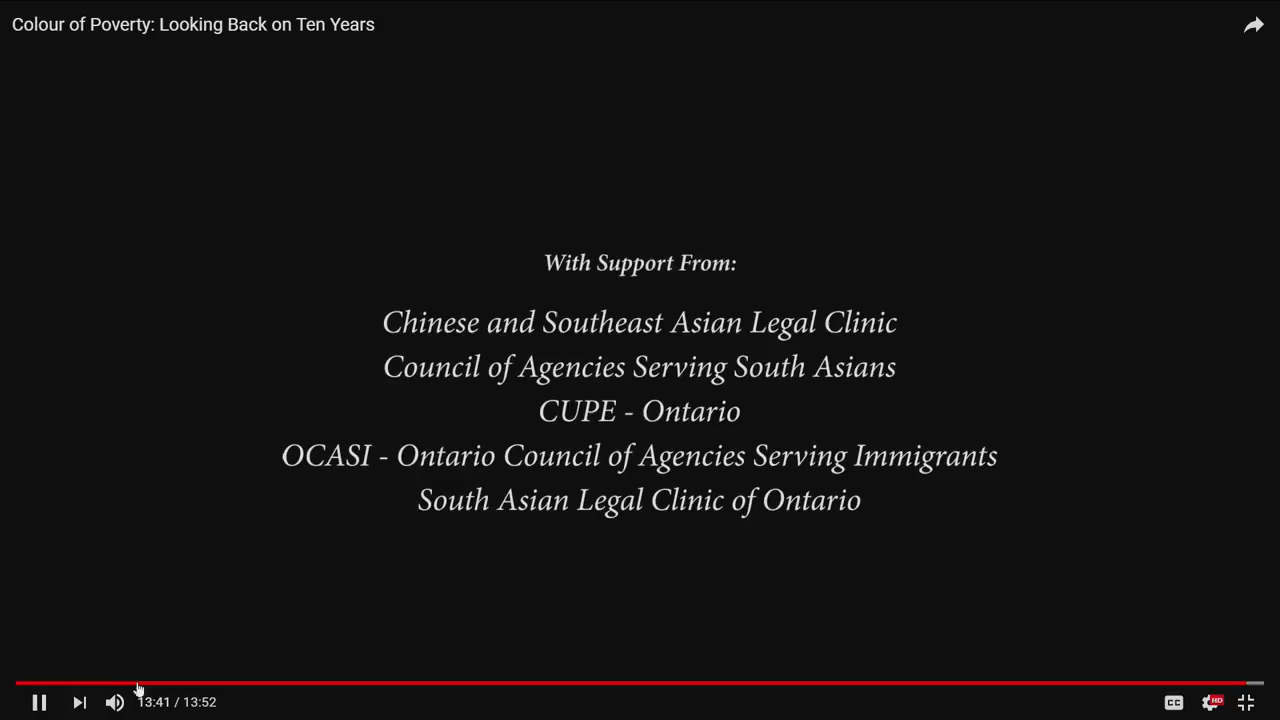 Colour of Poverty: Looking Back on Ten Years
With Support From:
Chinese and Southeast Asian Legal Clinic
Council of Agencies Serving South Asians
CUPE - Ontario
OCASI - Ontario Council of Agencies Serving Immigrants
South Asian Legal Clinic of Ontario
13:41 / 13:52
CC
HD